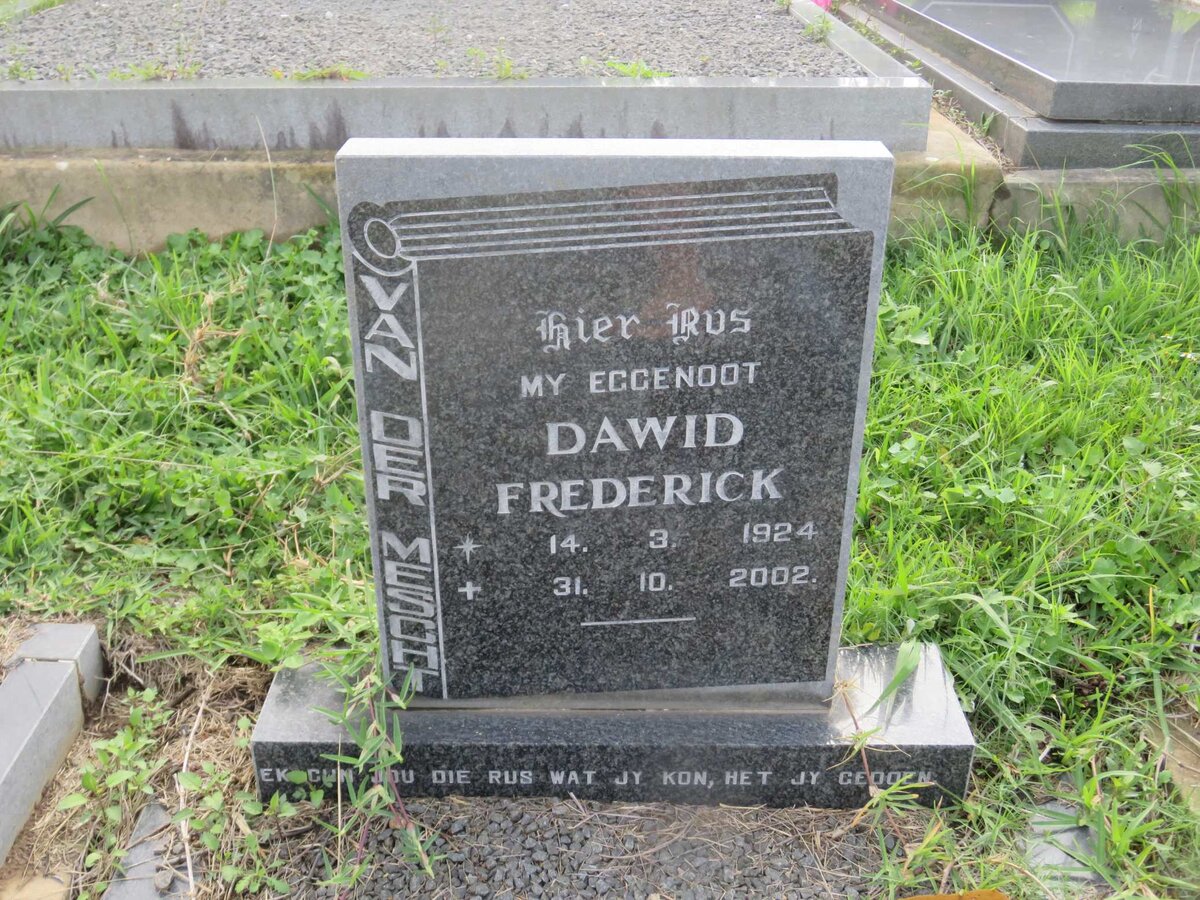 VAN DER MESCHT
Hier Rus
MY EGGENOOT
DAWID
FREDERICK
14. 3. 1924
31. 10. 2002.
EK GUN JOU DIE RUS WAT JY KON, HET JY GEDOEN.